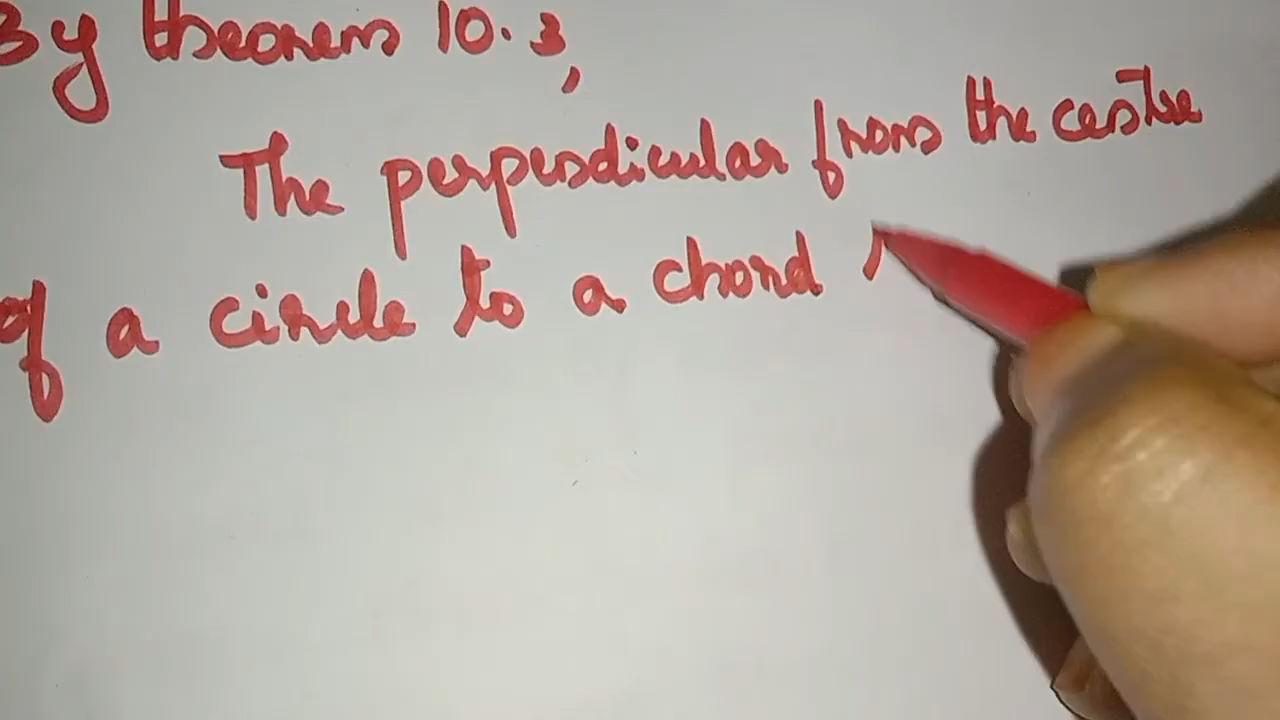 By theorem 10.3,
The perpendicular from the centre
of a circle to a chord